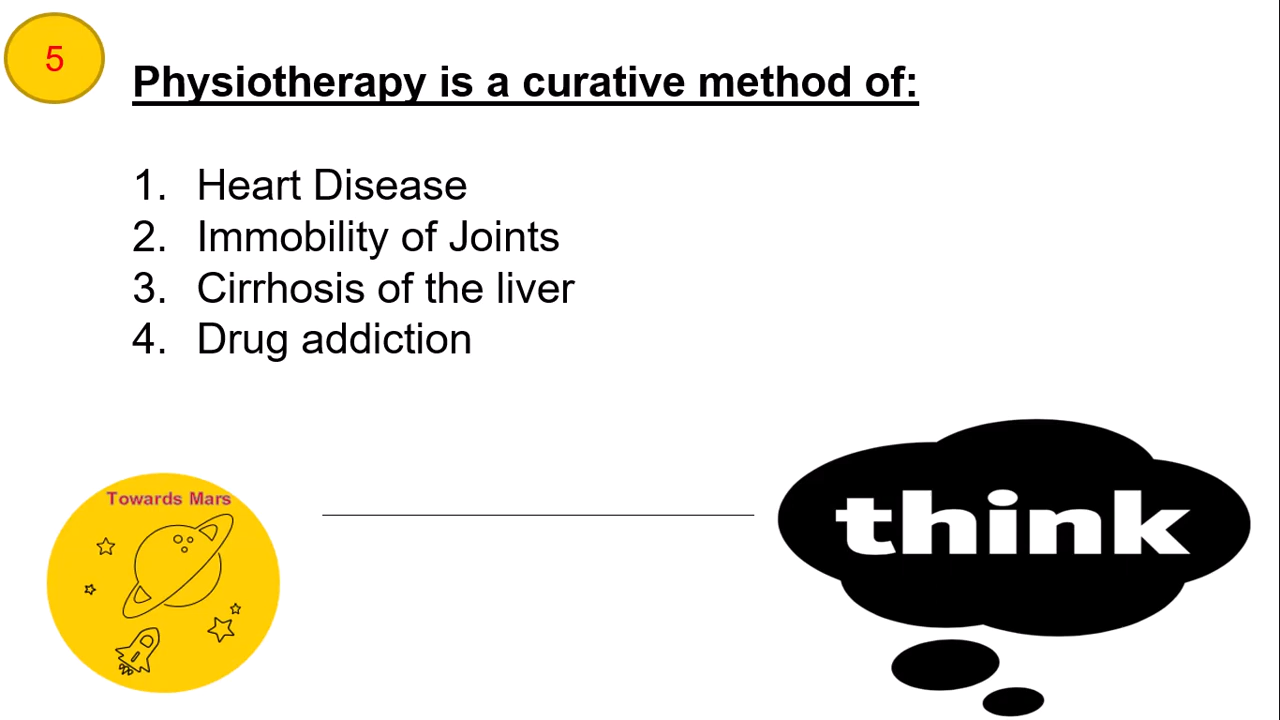 5
Physiotherapy is a curative method of:
1. Heart Disease
2. Immobility of Joints
3. Cirrhosis of the liver
4. Drug addiction
Towards Mars
think